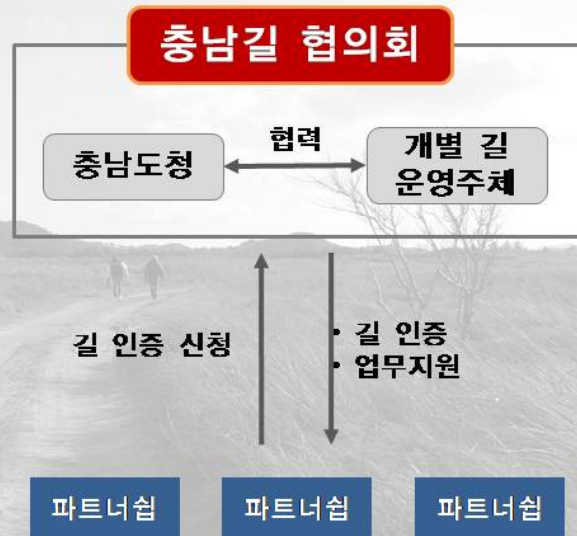 충남길 협의회
협력
충남도청
개별 길
운영주체
길 인증 신청
• 길 인증
• 업무지원
파트너쉽 파트너쉽 파트너쉽